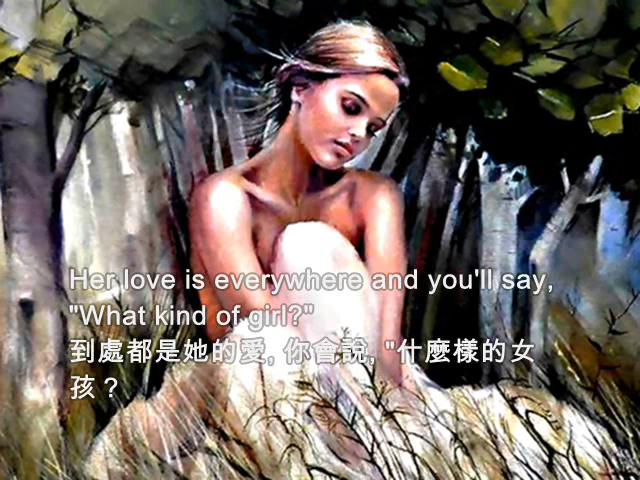 Her love is everywhere and you'll say,
"What kind of girl?"
到處都是她的愛, 你會說, "什麼樣的女
孩？